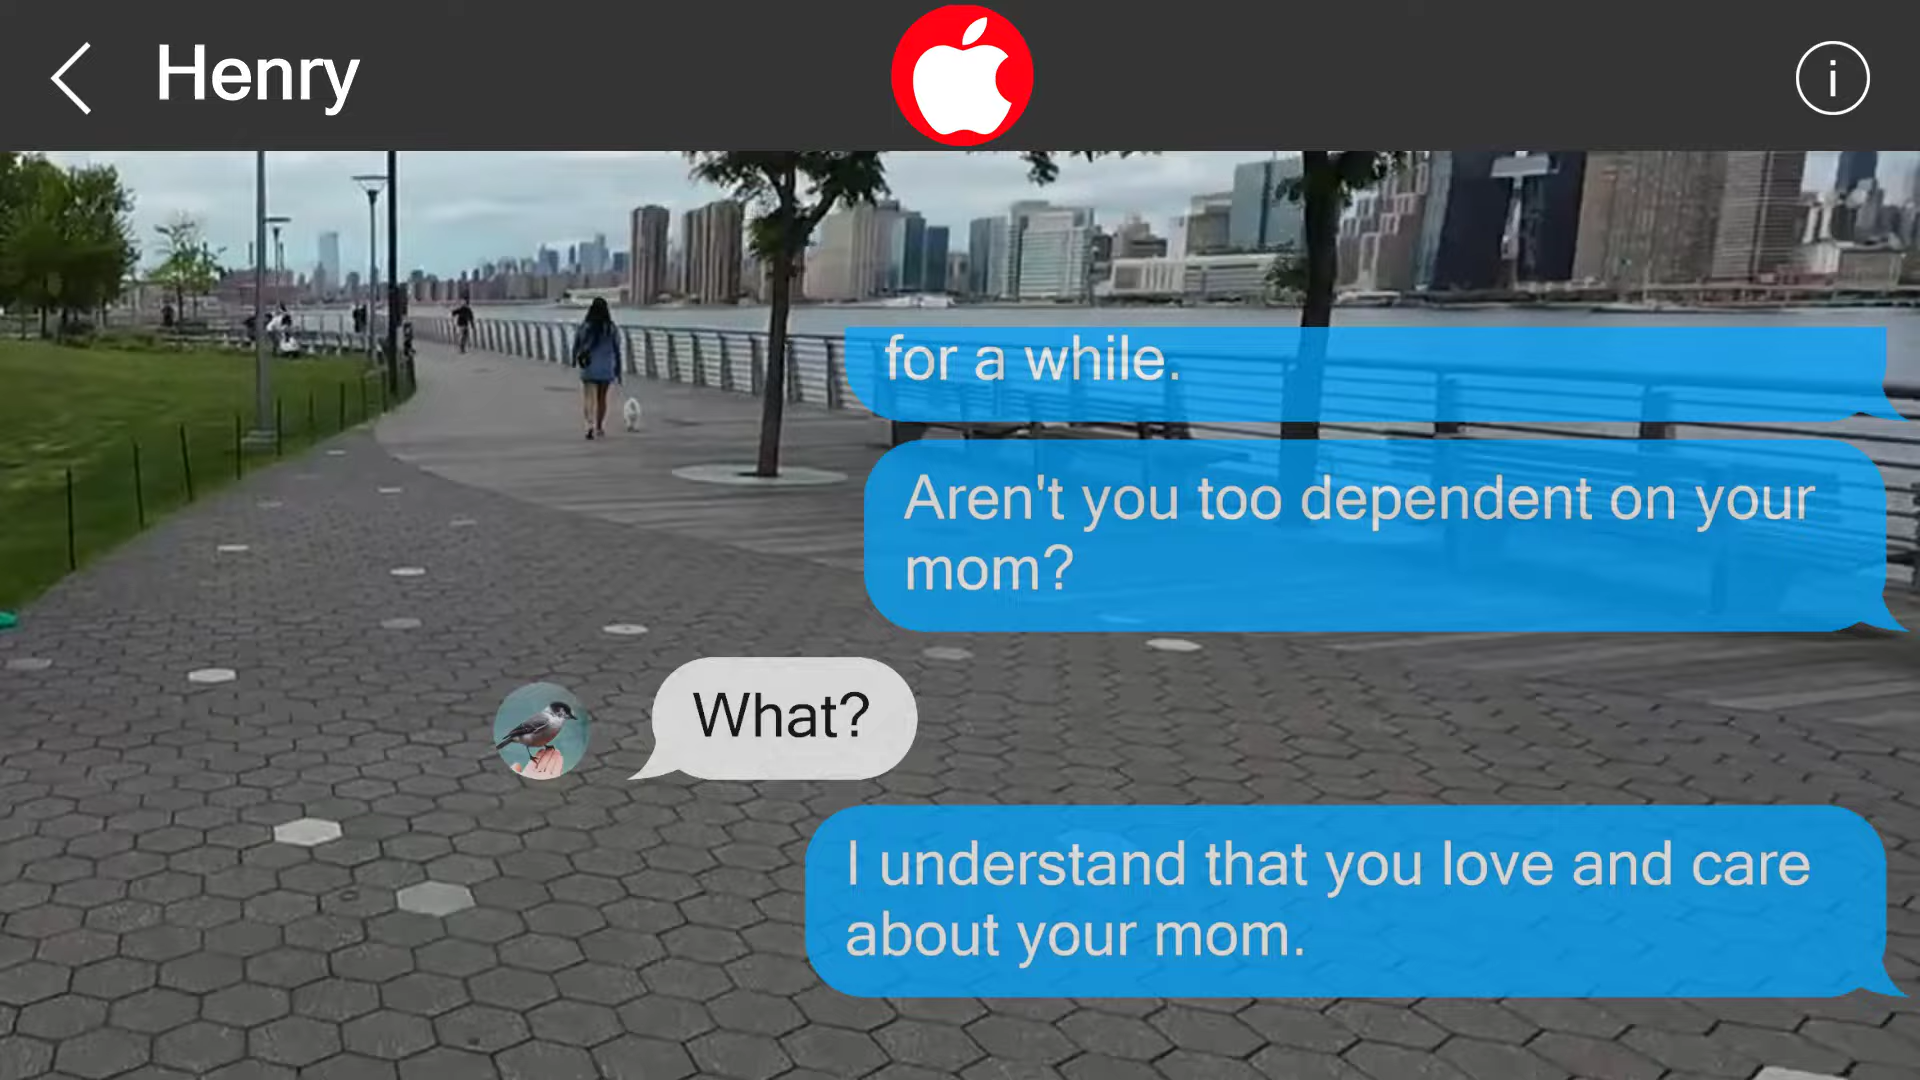 Henry
for a while.
Aren't you too dependent on your
mom?
What?
I understand that you love and care
about your mom.